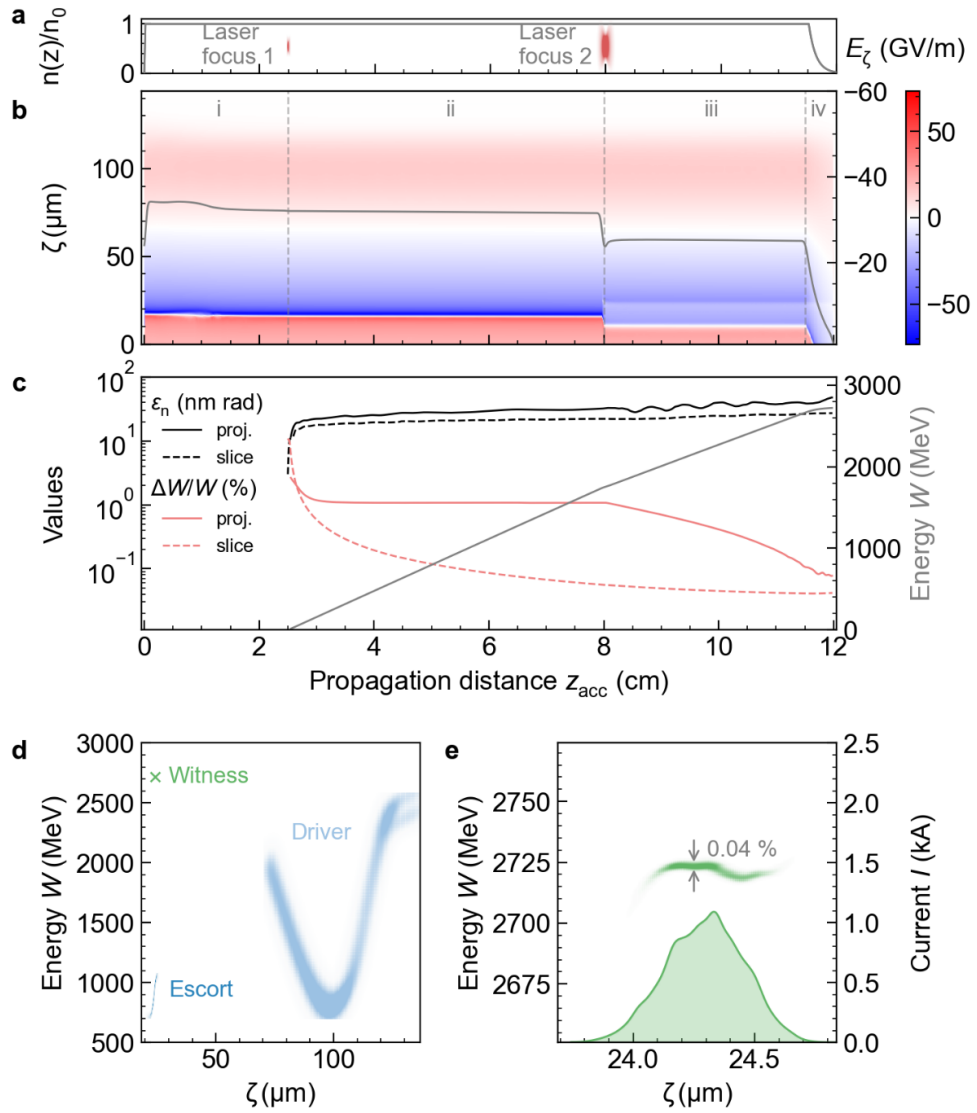 a
n(z)/n₀
1
0
Laser
focus 1
Laser
focus 2
E_ζ (GV/m)
b
ζ (μm)
100
50
0
i
ii
iii
iv
−60
−40
−20
0
50
0
−50
c
Values
10²
10¹
10⁰
10⁻¹
εₙ (nm rad)
proj.
slice
ΔW/W (%)
proj.
slice
3000
2000
1000
0
Energy W (MeV)
0
2
4
6
8
10
12
Propagation distance z_acc (cm)
d
Energy W (MeV)
3000
2500
2000
1500
1000
500
× Witness
Driver
Escort
50
100
ζ (μm)
e
Energy W (MeV)
2750
2725
2700
2675
0.04 %
2.5
2.0
1.5
1.0
0.5
0.0
Current I (kA)
24.0
24.5
ζ (μm)